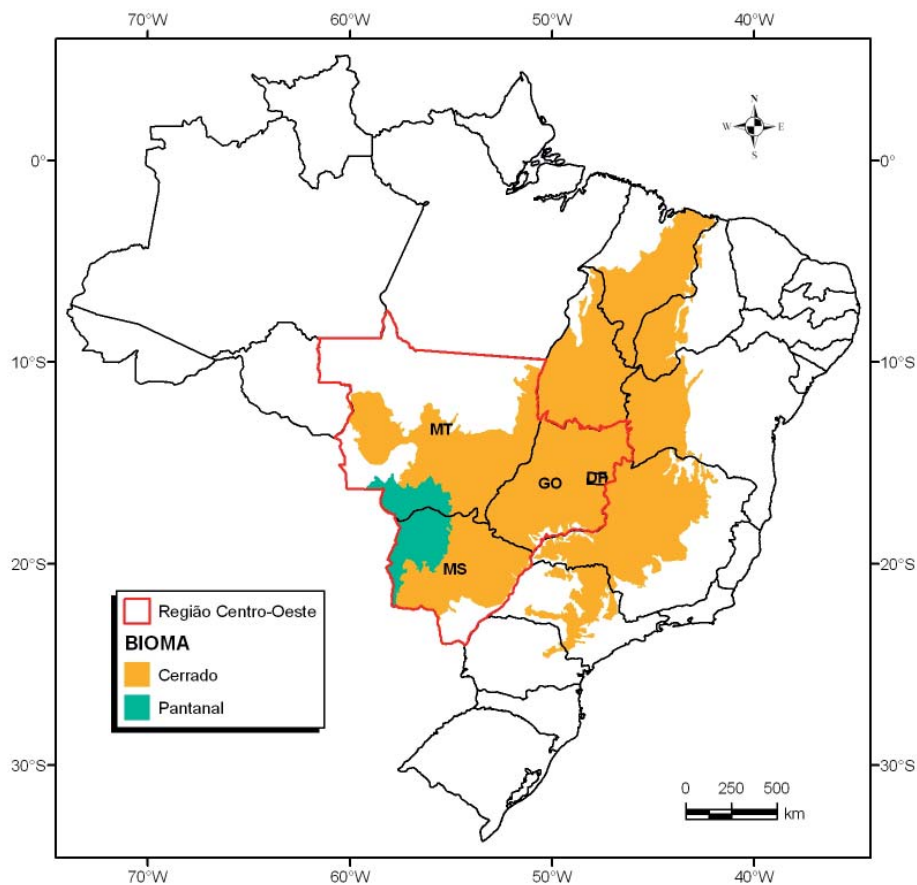 70°W 60°W 50°W 40°W
N
W E
S
0° 0°
10°S 10°S
MT
GO DF
20°S 20°S
MS
Região Centro-Oeste
BIOMA
Cerrado
Pantanal
30°S 30°S
0 250 500
km
70°W 60°W 50°W 40°W